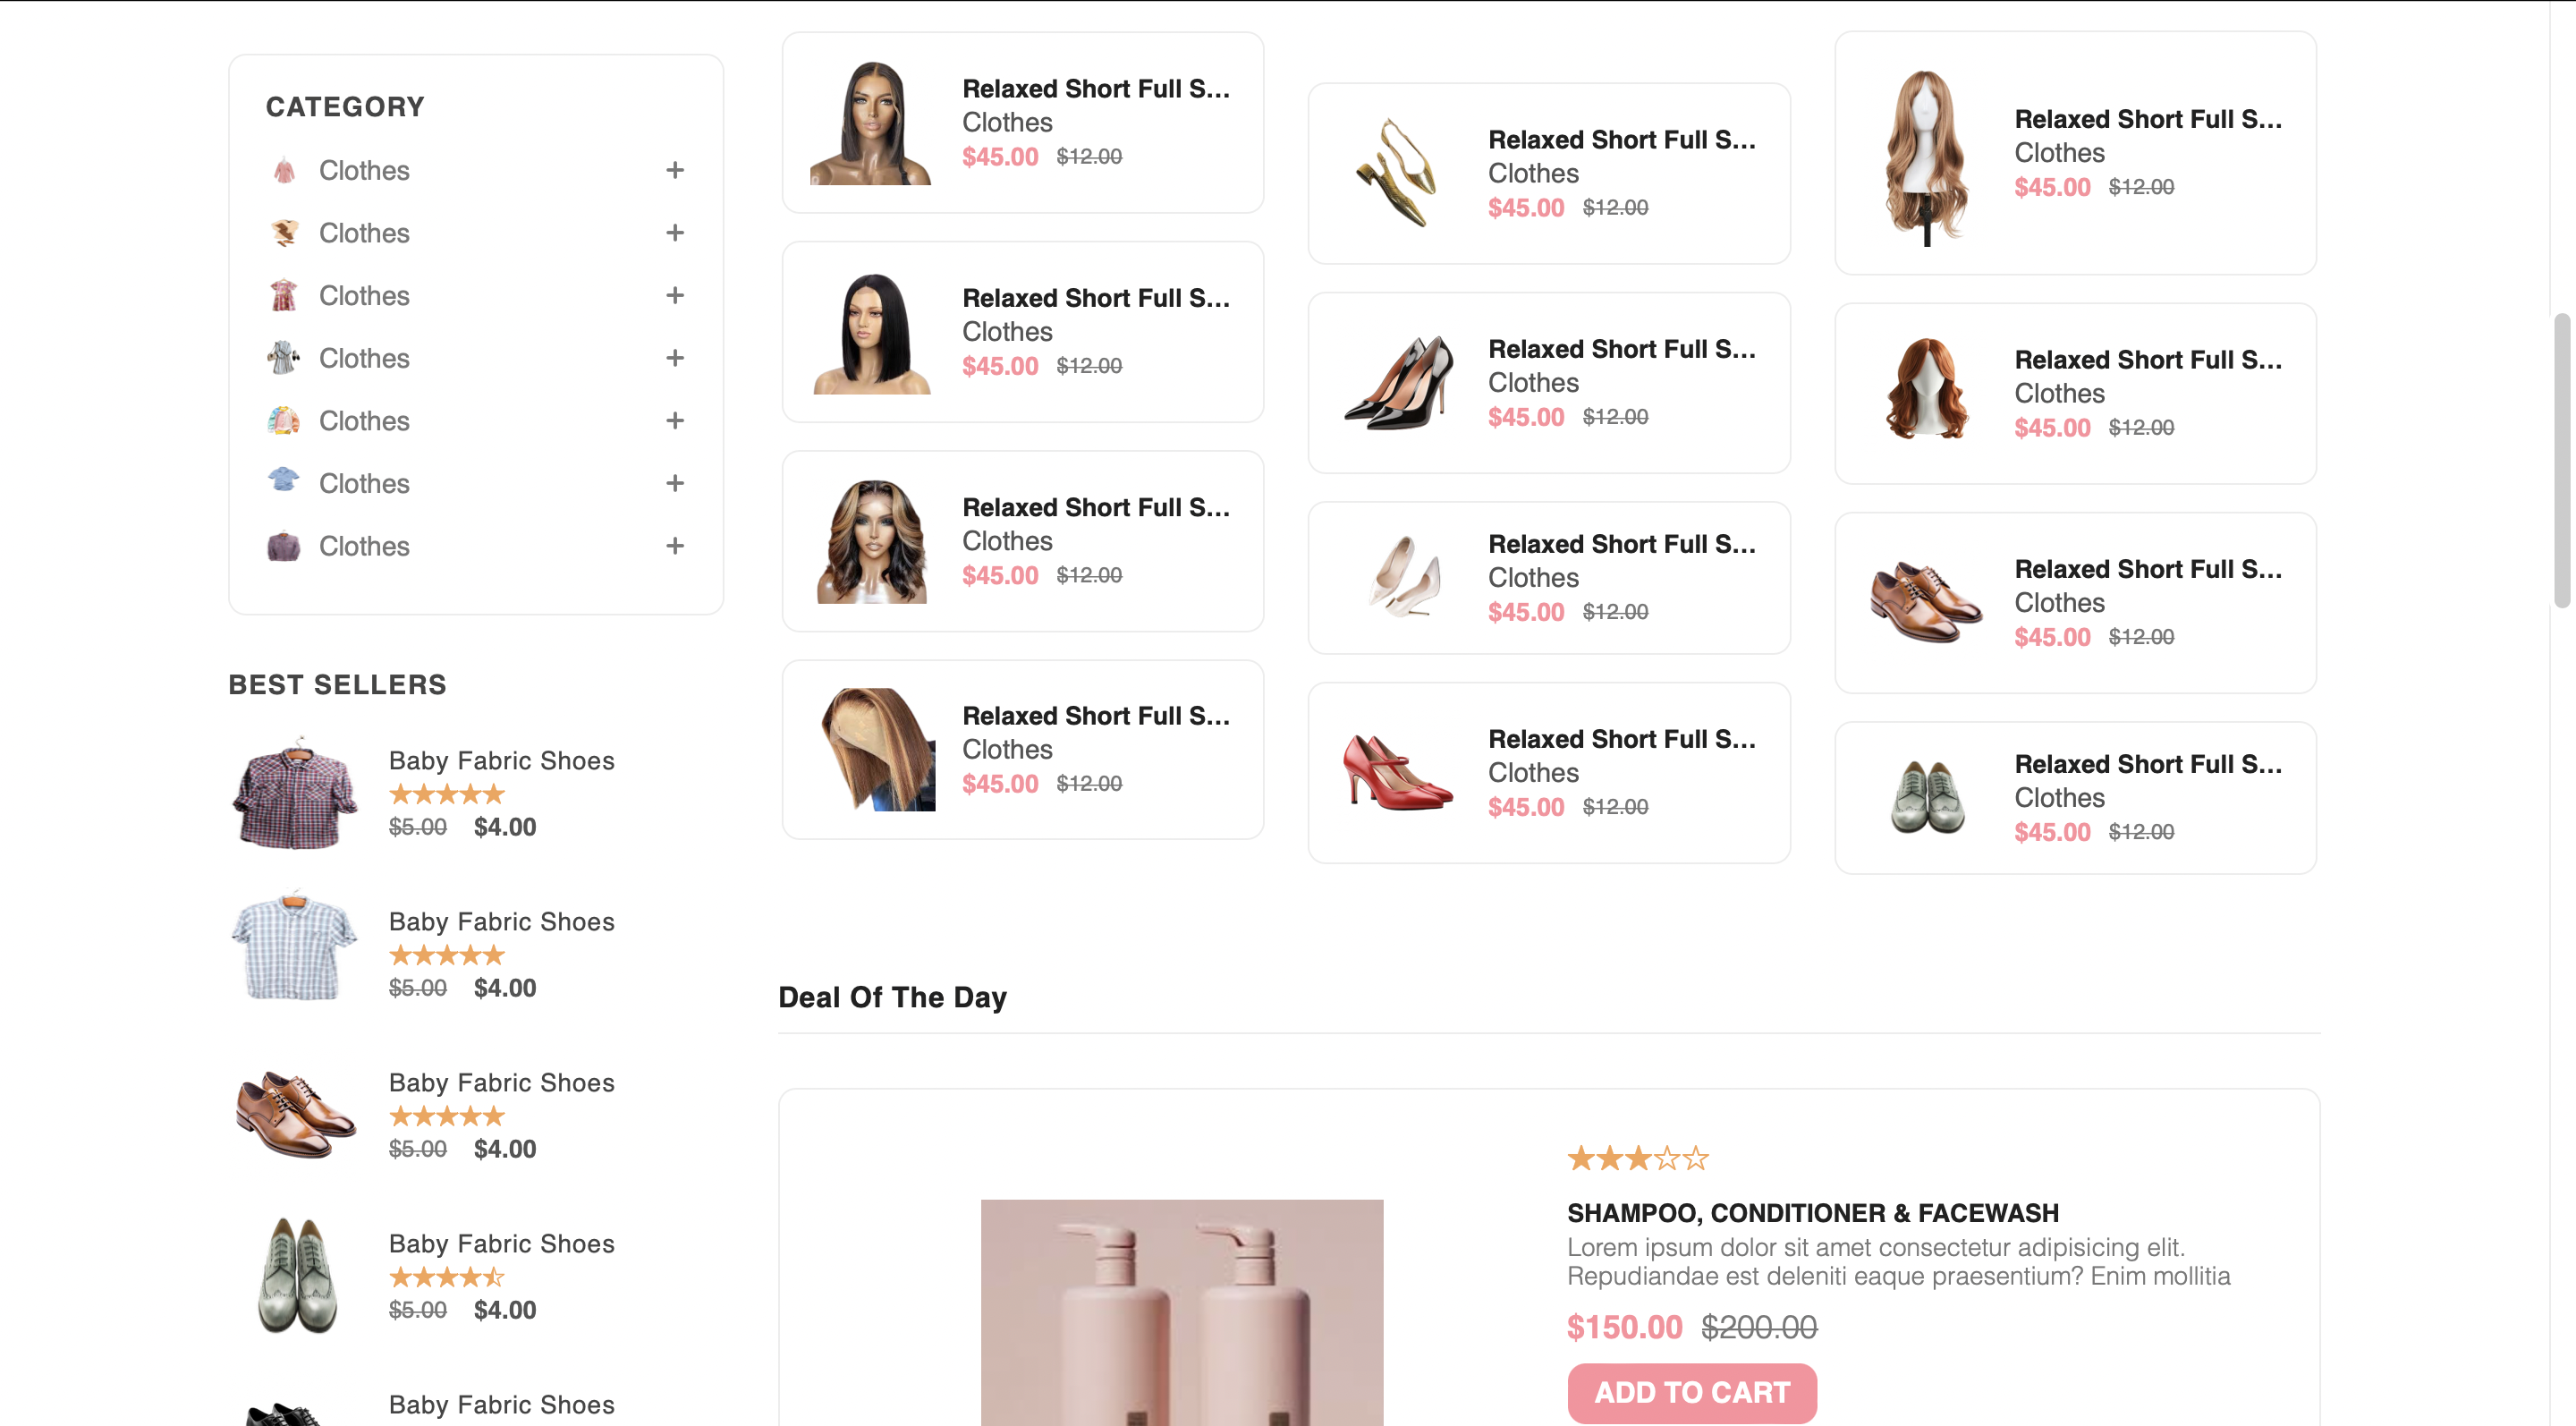 CATEGORY
Clothes +
Clothes +
Clothes +
Clothes +
Clothes +
Clothes +
Clothes +
BEST SELLERS
Baby Fabric Shoes
$5.00 $4.00
Baby Fabric Shoes
$5.00 $4.00
Baby Fabric Shoes
$5.00 $4.00
Baby Fabric Shoes
$5.00 $4.00
Baby Fabric Shoes
Relaxed Short Full S...
Clothes
$45.00 $12.00
Relaxed Short Full S...
Clothes
$45.00 $12.00
Relaxed Short Full S...
Clothes
$45.00 $12.00
Relaxed Short Full S...
Clothes
$45.00 $12.00
Relaxed Short Full S...
Clothes
$45.00 $12.00
Relaxed Short Full S...
Clothes
$45.00 $12.00
Relaxed Short Full S...
Clothes
$45.00 $12.00
Relaxed Short Full S...
Clothes
$45.00 $12.00
Relaxed Short Full S...
Clothes
$45.00 $12.00
Relaxed Short Full S...
Clothes
$45.00 $12.00
Relaxed Short Full S...
Clothes
$45.00 $12.00
Relaxed Short Full S...
Clothes
$45.00 $12.00
Deal Of The Day
SHAMPOO, CONDITIONER & FACEWASH
Lorem ipsum dolor sit amet consectetur adipisicing elit.
Repudiandae est deleniti eaque praesentium? Enim mollitia
$150.00 $200.00
ADD TO CART